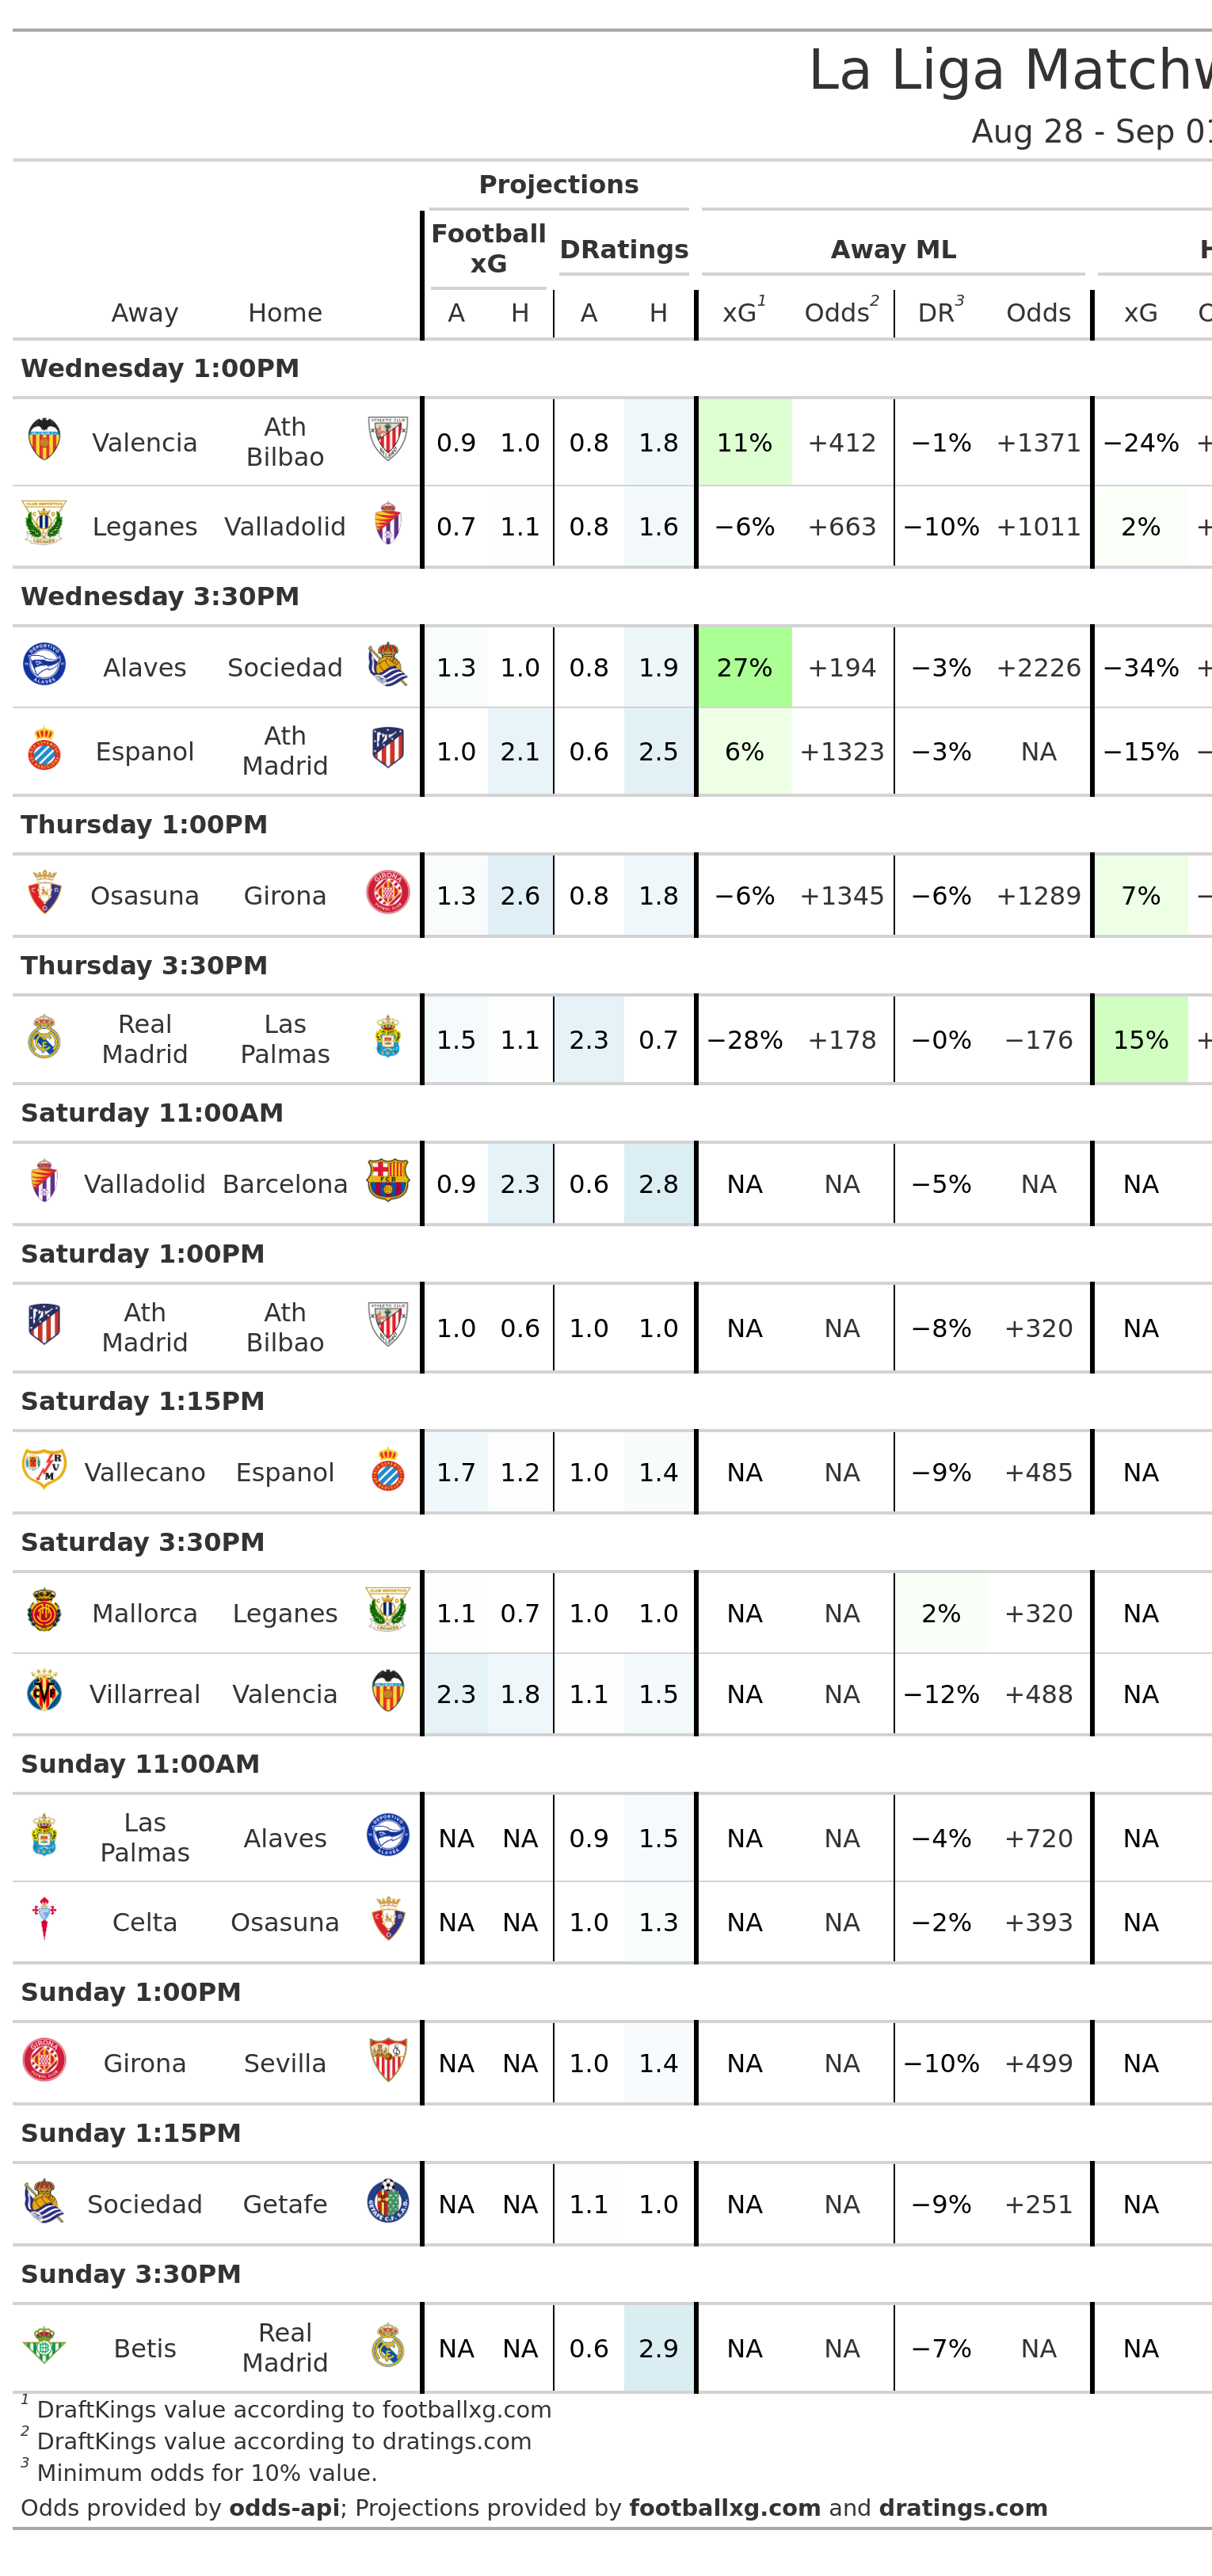 La Liga Matchw
Aug 28 - Sep 01
Projections
Football xG DRatings Away ML H
Away Home A H A H xG1 Odds2 DR3 Odds xG O
Wednesday 1:00PM
Valencia Ath Bilbao 0.9 1.0 0.8 1.8 11% +412 −1% +1371 −24% +
Leganes Valladolid 0.7 1.1 0.8 1.6 −6% +663 −10% +1011 2% +
Wednesday 3:30PM
Alaves Sociedad 1.3 1.0 0.8 1.9 27% +194 −3% +2226 −34% +
Espanol Ath Madrid 1.0 2.1 0.6 2.5 6% +1323 −3% NA −15% −
Thursday 1:00PM
Osasuna Girona 1.3 2.6 0.8 1.8 −6% +1345 −6% +1289 7% −
Thursday 3:30PM
Real Madrid Las Palmas 1.5 1.1 2.3 0.7 −28% +178 −0% −176 15% +
Saturday 11:00AM
Valladolid Barcelona 0.9 2.3 0.6 2.8 NA NA −5% NA NA
Saturday 1:00PM
Ath Madrid Ath Bilbao 1.0 0.6 1.0 1.0 NA NA −8% +320 NA
Saturday 1:15PM
Vallecano Espanol 1.7 1.2 1.0 1.4 NA NA −9% +485 NA
Saturday 3:30PM
Mallorca Leganes 1.1 0.7 1.0 1.0 NA NA 2% +320 NA
Villarreal Valencia 2.3 1.8 1.1 1.5 NA NA −12% +488 NA
Sunday 11:00AM
Las Palmas Alaves NA NA 0.9 1.5 NA NA −4% +720 NA
Celta Osasuna NA NA 1.0 1.3 NA NA −2% +393 NA
Sunday 1:00PM
Girona Sevilla NA NA 1.0 1.4 NA NA −10% +499 NA
Sunday 1:15PM
Sociedad Getafe NA NA 1.1 1.0 NA NA −9% +251 NA
Sunday 3:30PM
Betis Real Madrid NA NA 0.6 2.9 NA NA −7% NA NA
1 DraftKings value according to footballxg.com
2 DraftKings value according to dratings.com
3 Minimum odds for 10% value.
Odds provided by odds-api; Projections provided by footballxg.com and dratings.com